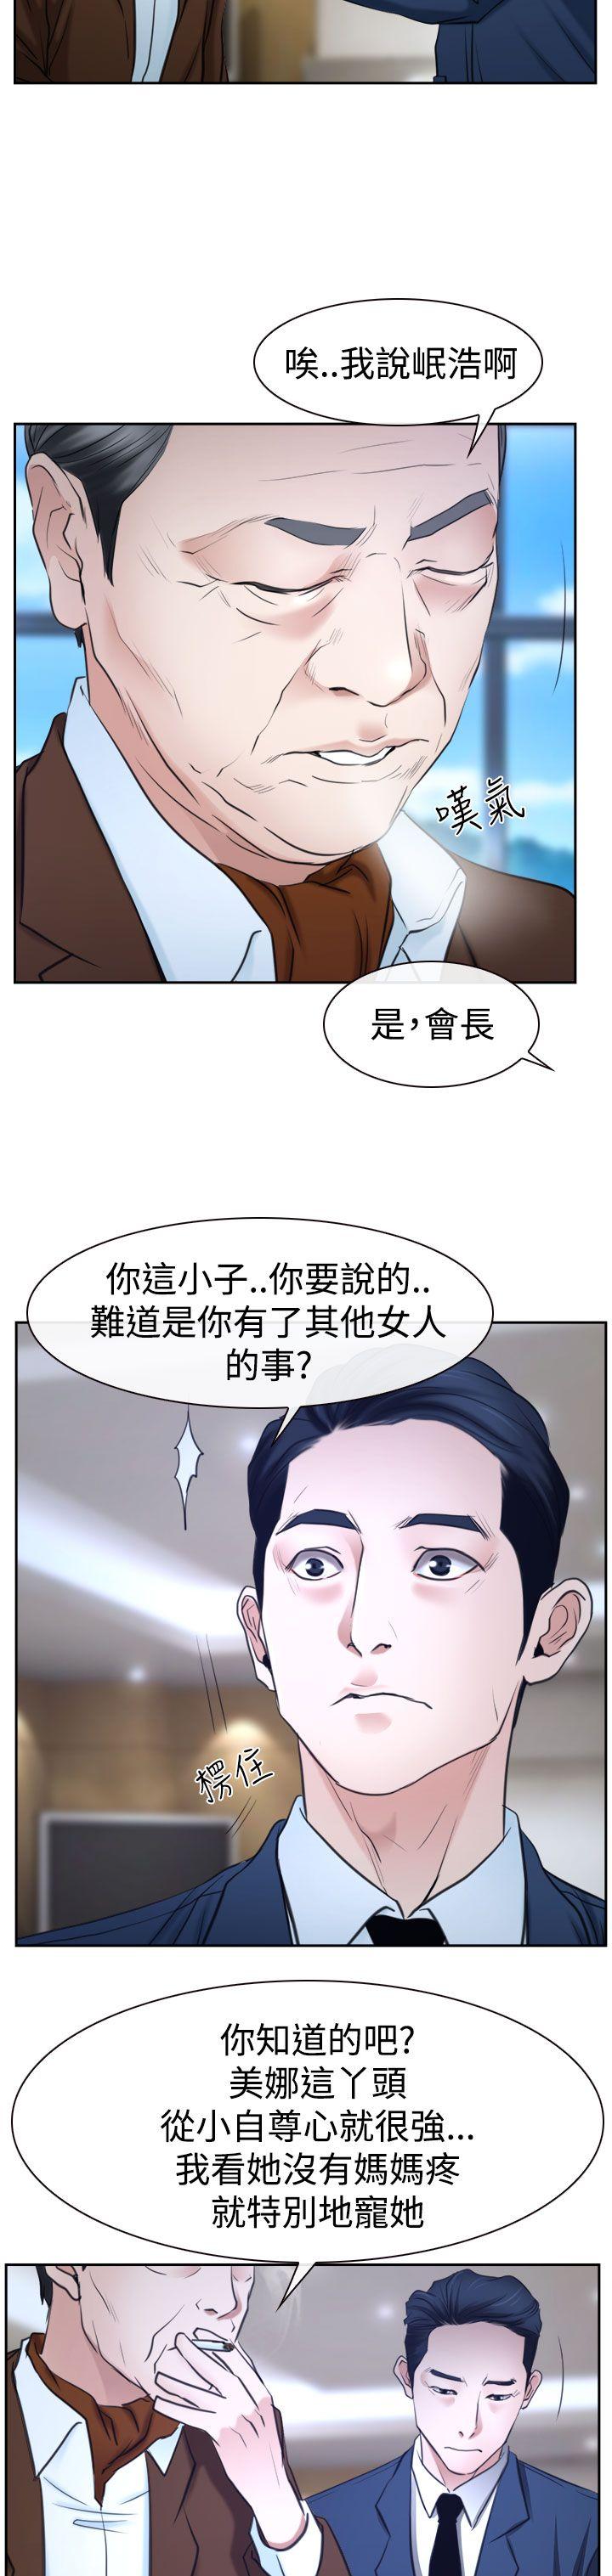 唉..我說岷浩啊
嘆氣
是,會長
你這小子..你要說的..
難道是你有了其他女人
的事?
楞住
你知道的吧?
美娜這丫頭
從小自尊心就很強...
我看她沒有媽媽疼
就特別地寵她